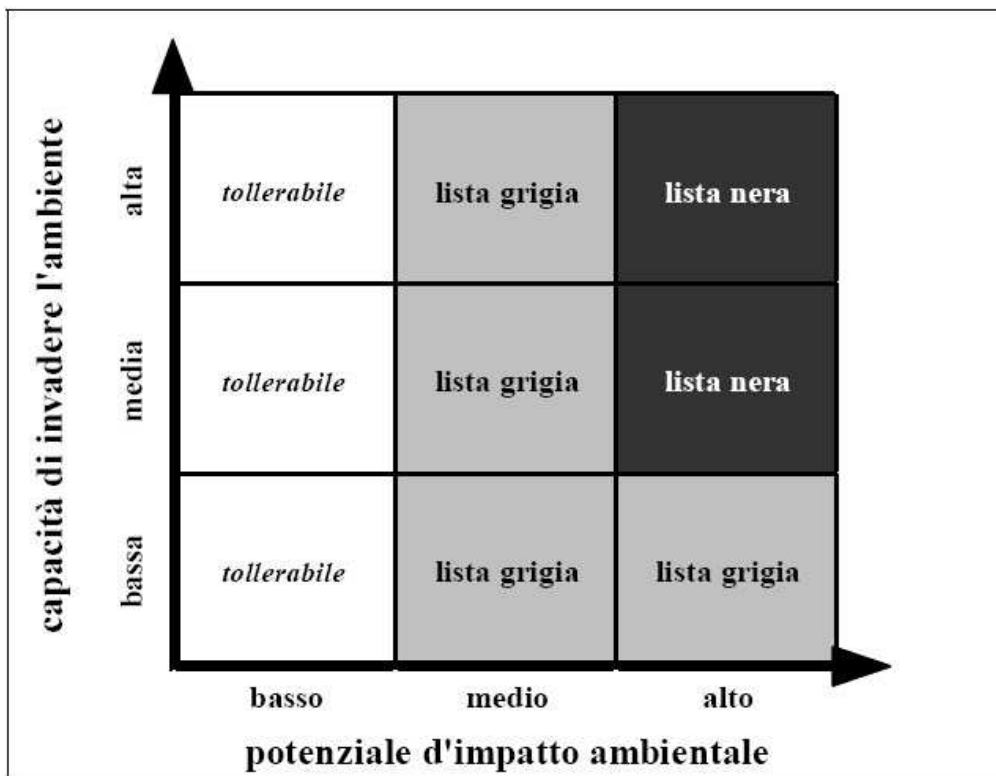 capacità di invadere l'ambiente
alta
tollerabile
lista grigia
lista nera
media
tollerabile
lista grigia
lista nera
bassa
tollerabile
lista grigia
lista grigia
basso
medio
alto
potenziale d'impatto ambientale